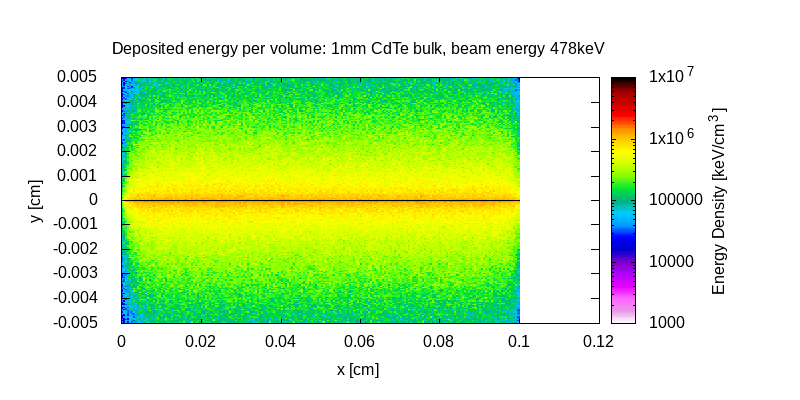 Deposited energy per volume: 1mm CdTe bulk, beam energy 478keV
0.005
0.004
0.003
0.002
0.001
0
-0.001
-0.002
-0.003
-0.004
-0.005
y [cm]
0 0.02 0.04 0.06 0.08 0.1 0.12
x [cm]
1x10^7
1x10^6
100000
10000
1000
Energy Density [keV/cm^3]